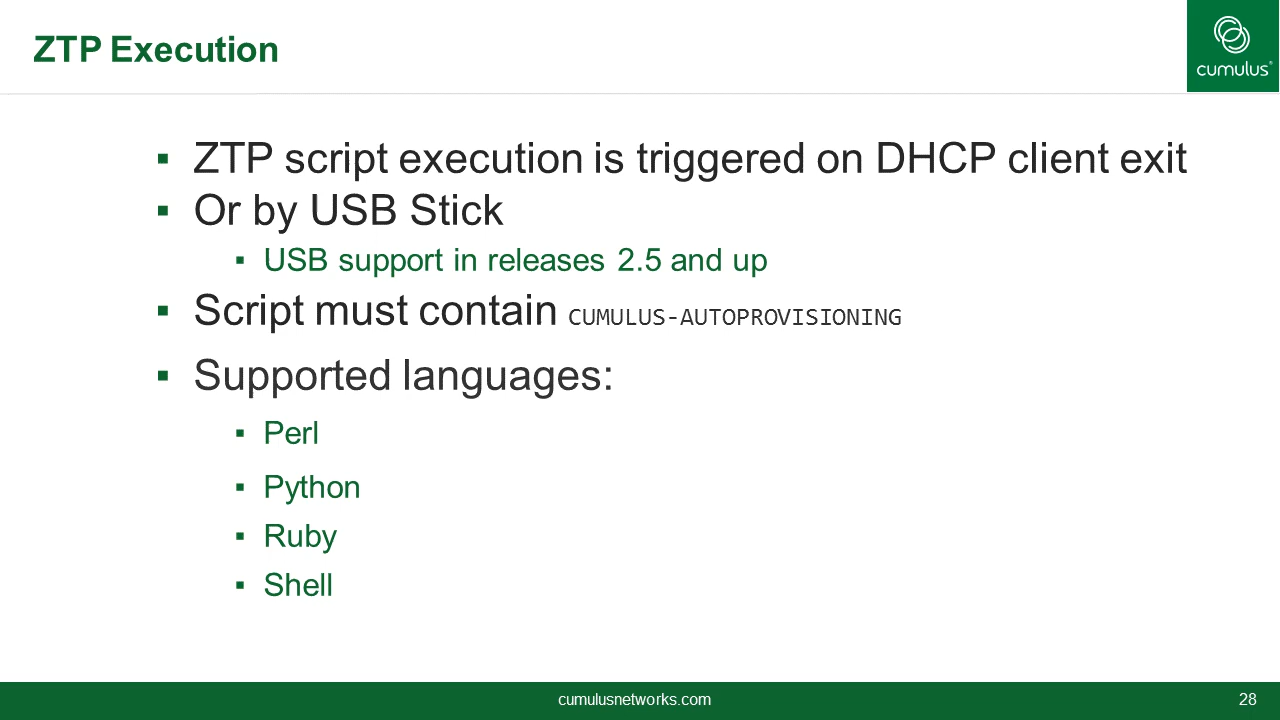 ZTP Execution
cumulus®
▪ ZTP script execution is triggered on DHCP client exit
▪ Or by USB Stick
▪ USB support in releases 2.5 and up
▪ Script must contain CUMULUS-AUTOPROVISIONING
▪ Supported languages:
▪ Perl
▪ Python
▪ Ruby
▪ Shell
cumulusnetworks.com
28